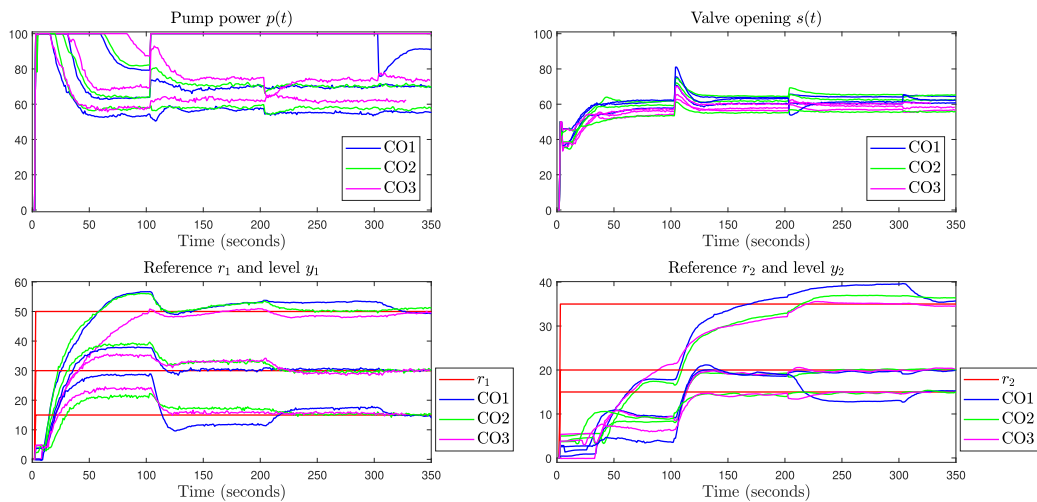 Pump power p(t)
100
80
60
40
20
0
0 50 100 150 200 250 300 350
Time (seconds)
CO1
CO2
CO3
Valve opening s(t)
100
80
60
40
20
0
0 50 100 150 200 250 300 350
Time (seconds)
CO1
CO2
CO3
Reference r₁ and level y₁
60
50
40
30
20
10
0
0 50 100 150 200 250 300 350
Time (seconds)
r₁
CO1
CO2
CO3
Reference r₂ and level y₂
40
30
20
10
0
0 50 100 150 200 250 300 350
Time (seconds)
r₂
CO1
CO2
CO3